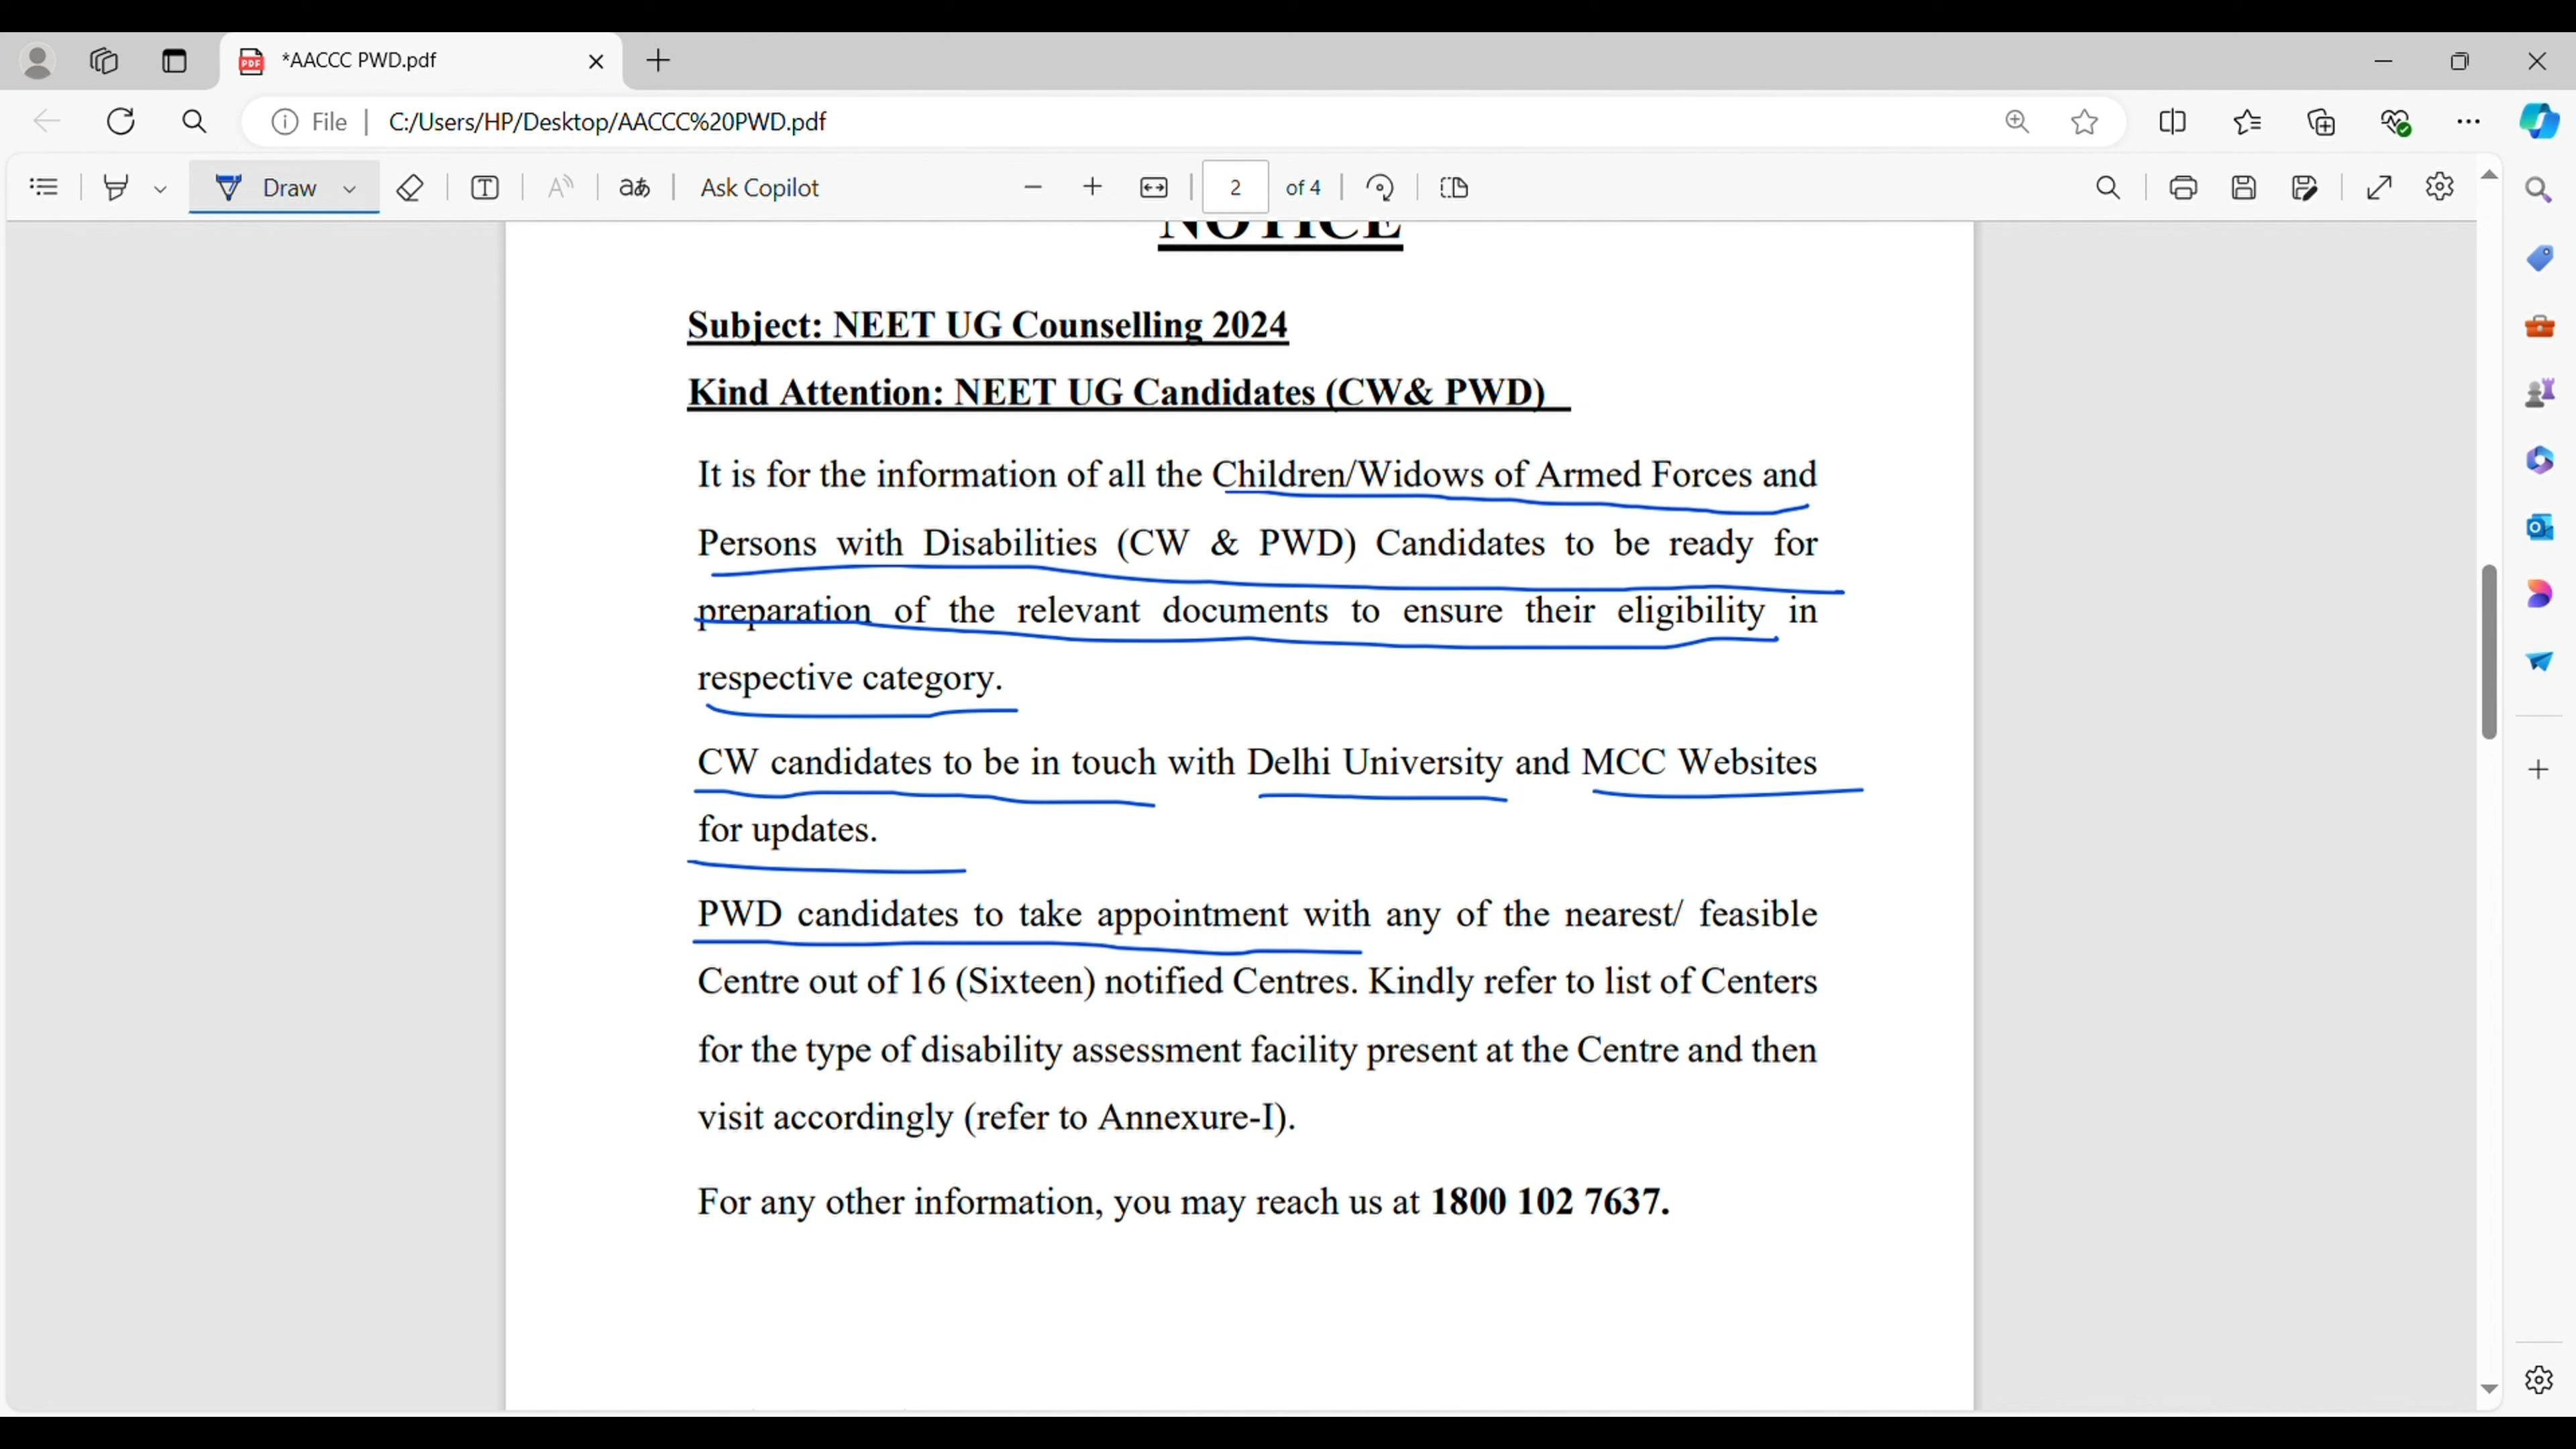 *AACCC PWD.pdf
File
C:/Users/HP/Desktop/AACCC%20PWD.pdf
Draw
aあ
Ask Copilot
2 of 4
NOTICE
Subject: NEET UG Counselling 2024
Kind Attention: NEET UG Candidates (CW& PWD)
It is for the information of all the Children/Widows of Armed Forces and
Persons with Disabilities (CW & PWD) Candidates to be ready for
preparation of the relevant documents to ensure their eligibility in
respective category.
CW candidates to be in touch with Delhi University and MCC Websites
for updates.
PWD candidates to take appointment with any of the nearest/ feasible
Centre out of 16 (Sixteen) notified Centres. Kindly refer to list of Centers
for the type of disability assessment facility present at the Centre and then
visit accordingly (refer to Annexure-I).
For any other information, you may reach us at 1800 102 7637.